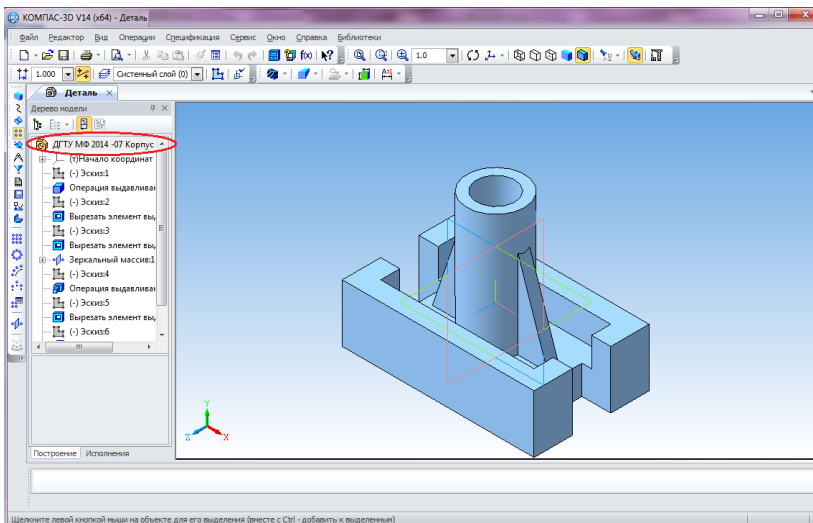 КОМПАС-3D V14 (x64) - Деталь
Файл Редактор Вид Операции Спецификация Сервис Окно Справка Библиотеки
1.0
1.000 Системный слой (0)
Деталь
Дерево модели
ДГТУ МФ 2014 -07 Корпус
(т)Начало координат
(-) Эскиз:1
Операция выдавливан
(-) Эскиз:2
Вырезать элемент выд
(-) Эскиз:3
Вырезать элемент выд
Зеркальный массив:1
(-) Эскиз:4
Операция выдавливан
(-) Эскиз:5
Вырезать элемент выд
(-) Эскиз:6
Y
Z X
Построение Исполнения
Щелкните левой кнопкой мыши на объекте для его выделения (вместе с Ctrl - добавить к выделенным)